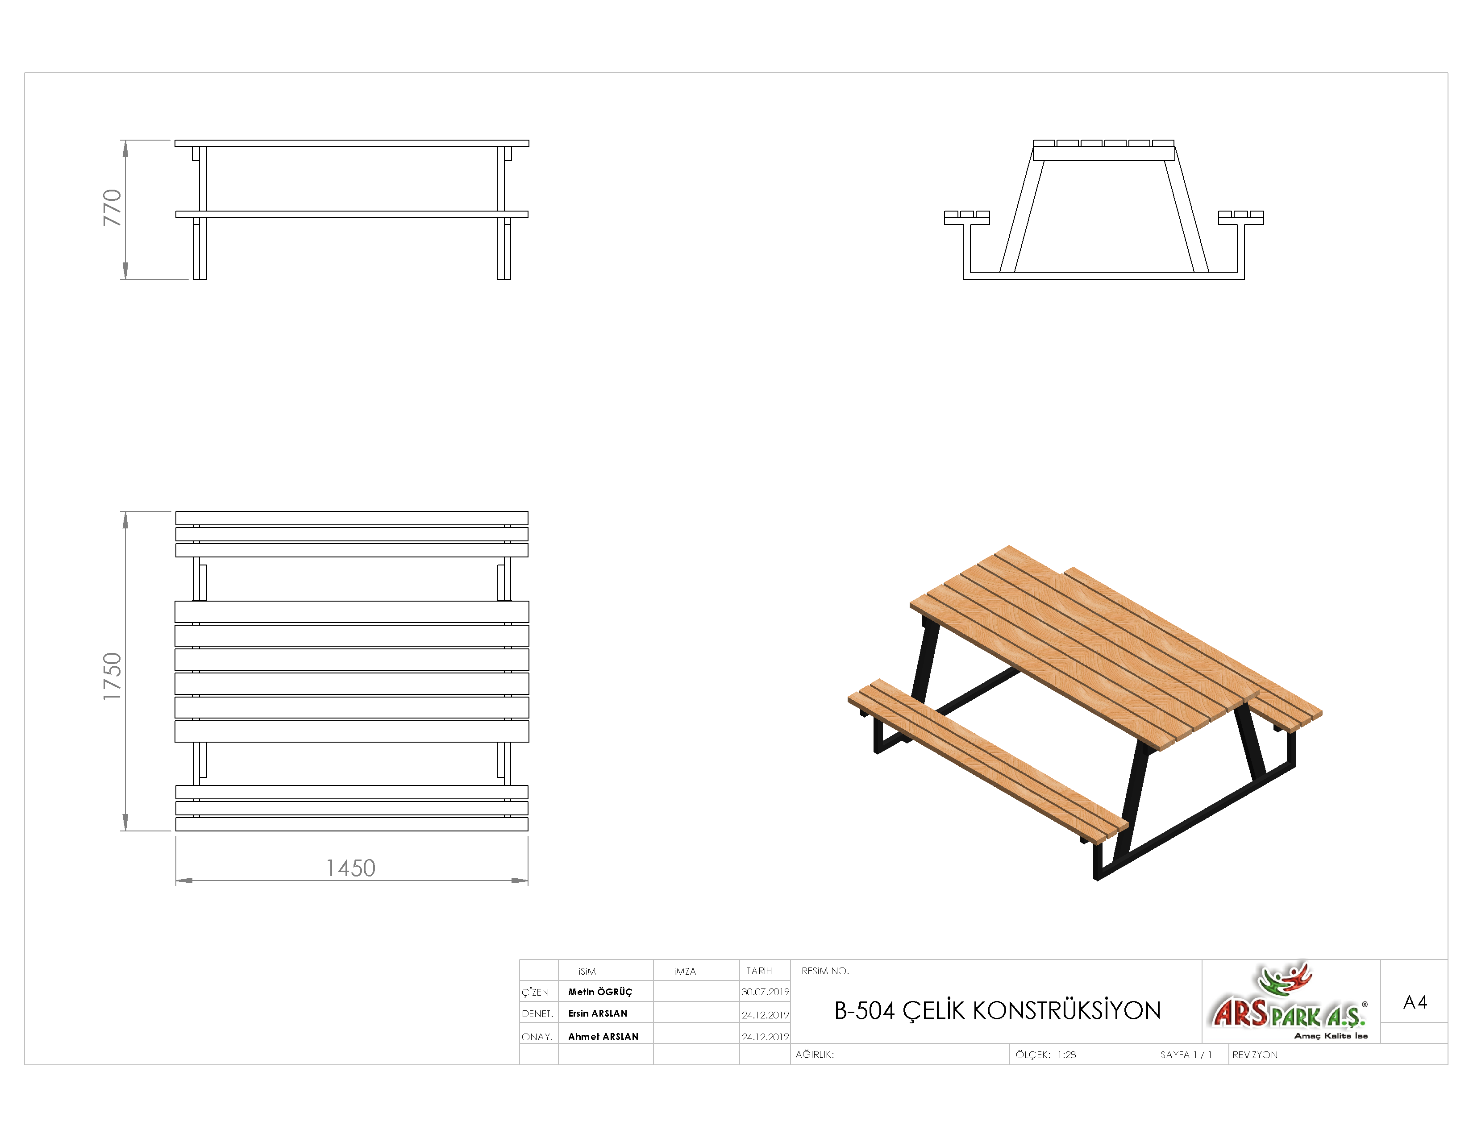 770
1750
1450
İSİM
İMZA
TARİH
RESİM NO.:
ÇİZEN.
Metin ÖGRÜÇ
30.07.2019
DENET.
Ersin ARSLAN
24.12.2019
ONAY.
Ahmet ARSLAN
24.12.2019
B-504 ÇELİK KONSTRÜKSİYON
ARS PARK A.Ş.®
Amaç Kalite İse
A4
AĞIRLIK:
ÖLÇEK: 1:25
SAYFA 1 / 1
REVİZYON